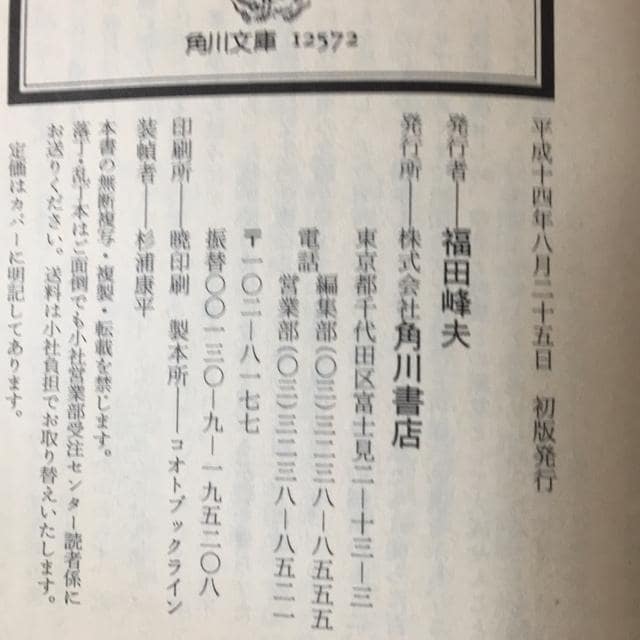 角川文庫 12572
平成十四年八月二十五日　初版発行
発行者──福田峰夫
発行所──株式会社角川書店
東京都千代田区富士見二─十三─三
電話　編集部(〇三)三二三八─八五五五
営業部(〇三)三二三八─八五二一
〒一〇二─八一七七
振替〇〇一三〇─九─一九五二〇八
印刷所──暁印刷　製本所──コオトブックライン
装幀者──杉浦康平
本書の無断複写・複製・転載を禁じます。
落丁・乱丁本はご面倒でも小社営業部受注センター読者係に
お送りください。送料は小社負担でお取り替えいたします。
定価はカバーに明記してあります。